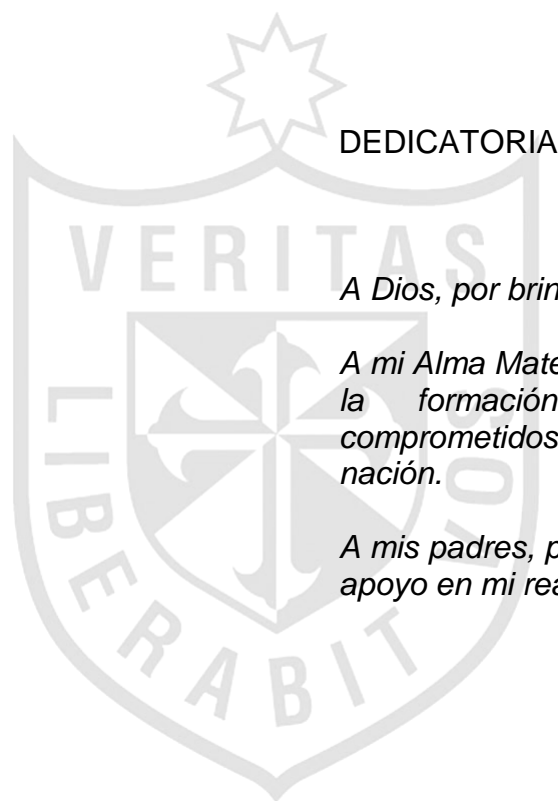 DEDICATORIA
A Dios, por brin
A mi Alma Mate
la formación
comprometidos
nación.
A mis padres, p
apoyo en mi rea
VERITAS
LIBERABIT
VOS